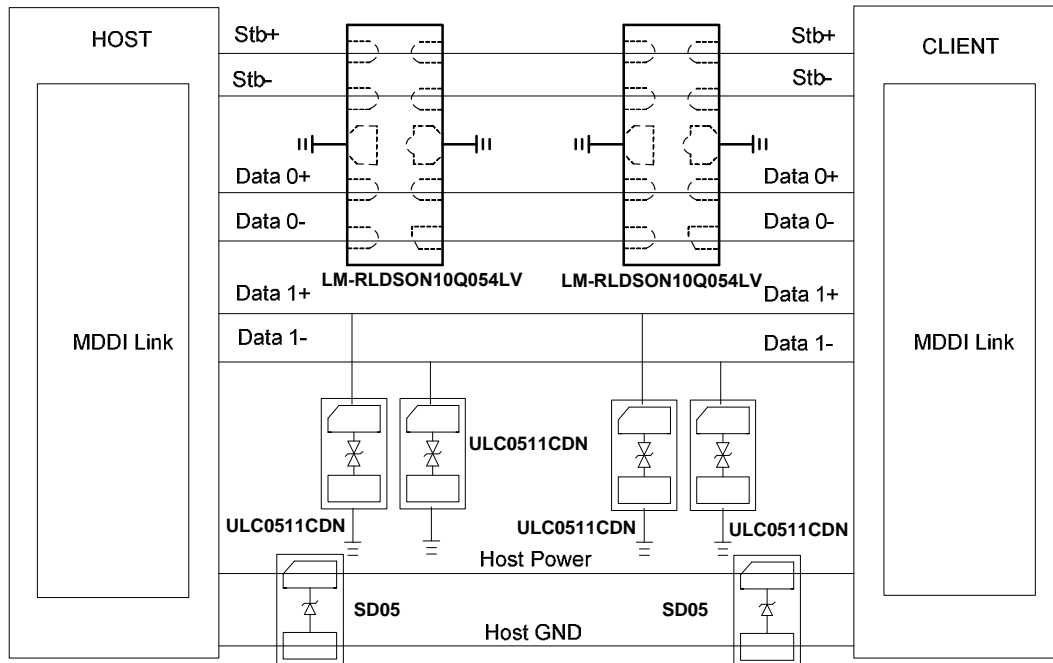 HOST
Stb+
Stb+
CLIENT
Stb-
Stb-
Data 0+
Data 0+
Data 0-
Data 0-
LM-RLDSON10Q054LV
LM-RLDSON10Q054LV
Data 1+
Data 1+
Data 1-
Data 1-
MDDI Link
MDDI Link
ULC0511CDN
ULC0511CDN
ULC0511CDN
ULC0511CDN
Host Power
SD05
SD05
Host GND